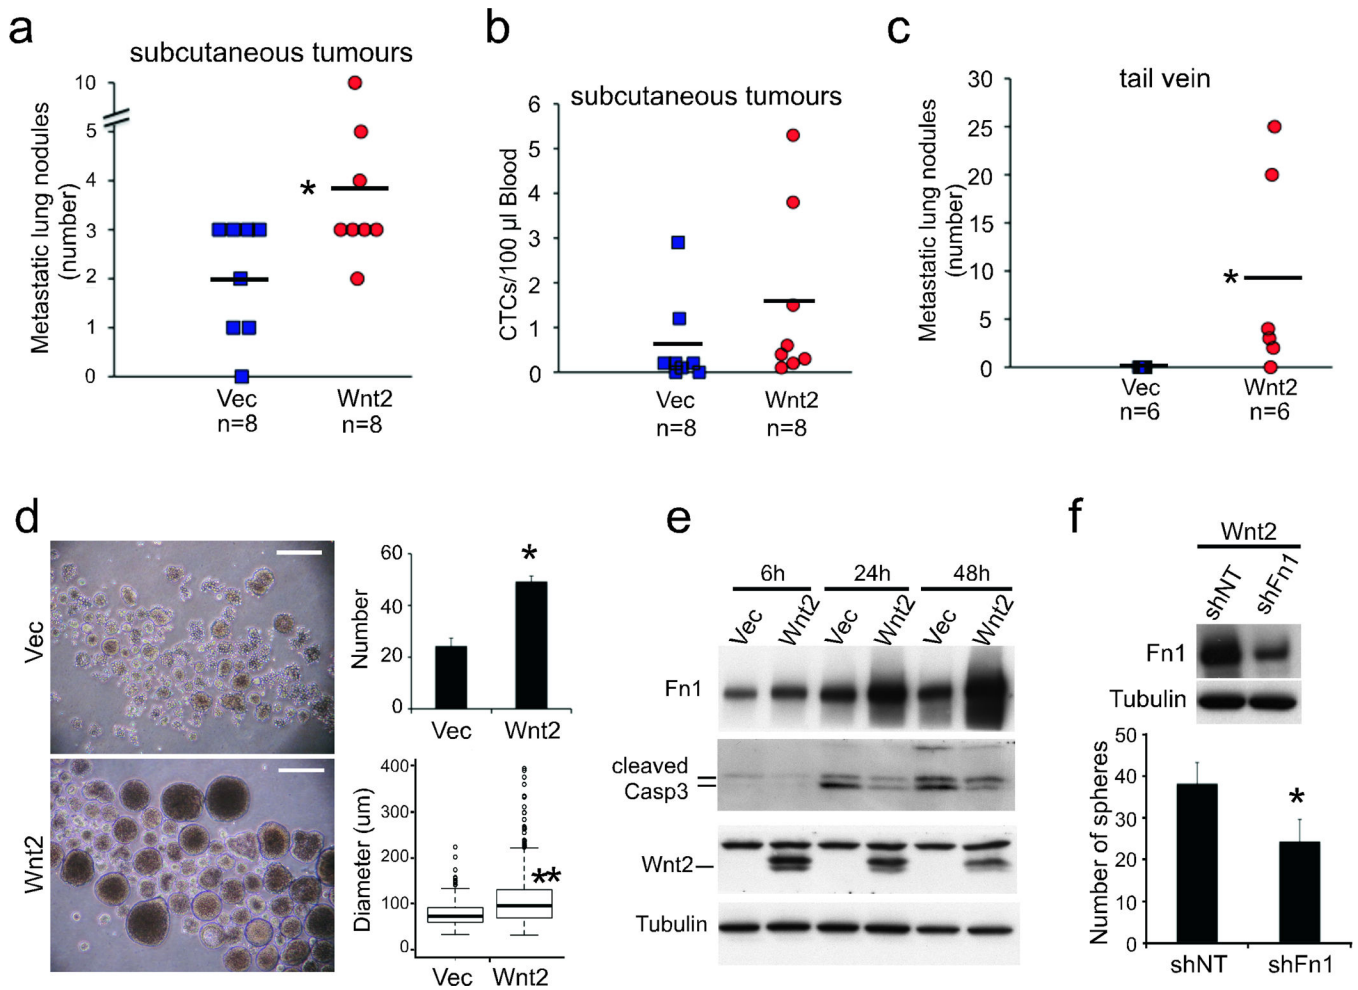 a
subcutaneous tumours
Metastatic lung nodules
(number)
10
5
4
3
2
1
0
*
Vec
n=8
Wnt2
n=8
b
subcutaneous tumours
CTCs/100 µl Blood
6
5
4
3
2
1
0
Vec
n=8
Wnt2
n=8
c
tail vein
Metastatic lung nodules
(number)
30
25
20
15
10
5
0
*
Vec
n=6
Wnt2
n=6
d
Vec
Wnt2
Number
60
40
20
0
*
Vec
Wnt2
Diameter (um)
400
300
200
100
0
**
Vec
Wnt2
e
6h
24h
48h
Vec
Wnt2
Vec
Wnt2
Vec
Wnt2
Fn1
cleaved
Casp3
Wnt2
Tubulin
f
Wnt2
shNT
shFn1
Fn1
Tubulin
Number of spheres
50
40
30
20
10
0
*
shNT
shFn1